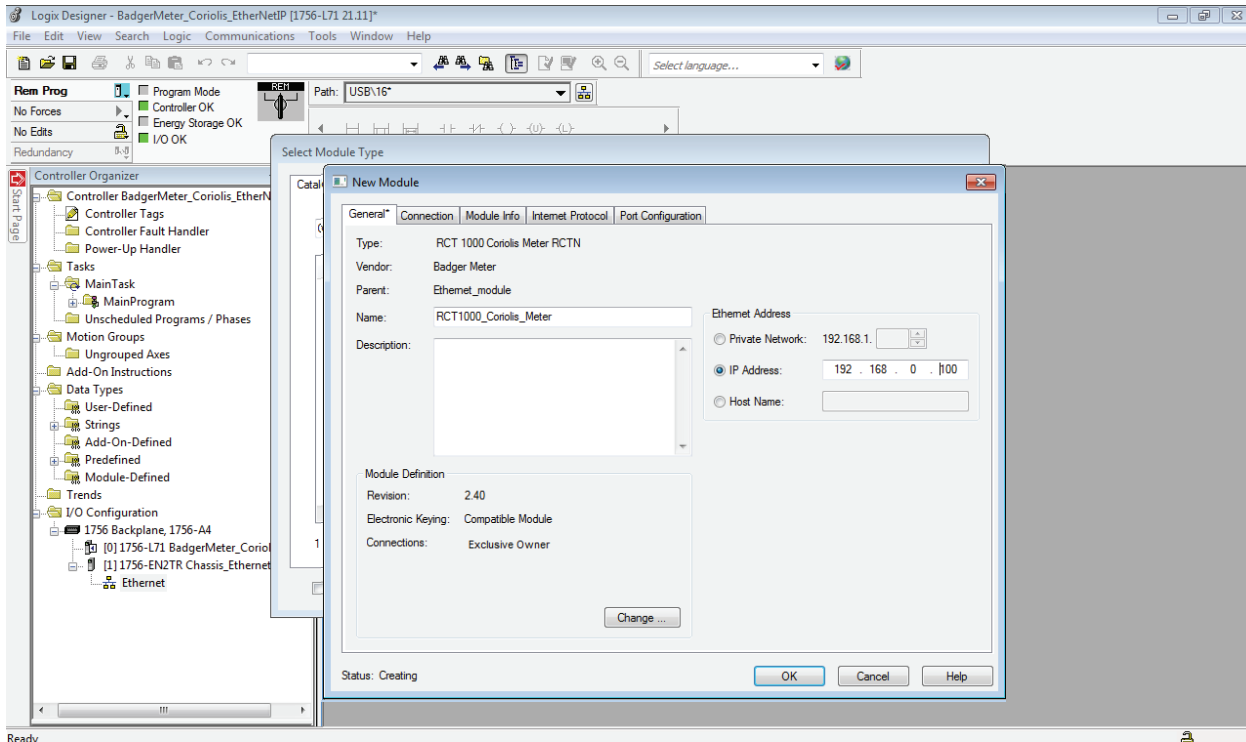 Logix Designer - BadgerMeter_Coriolis_EtherNetIP [1756-L71 21.11]*
File Edit View Search Logic Communications Tools Window Help
Select language...
Rem Prog
Program Mode
REM
Path: USB\16*
No Forces
Controller OK
Energy Storage OK
No Edits
I/O OK
Redundancy
Start Page
Controller Organizer
Controller BadgerMeter_Coriolis_EtherN
Controller Tags
Controller Fault Handler
Power-Up Handler
Tasks
MainTask
MainProgram
Unscheduled Programs / Phases
Motion Groups
Ungrouped Axes
Add-On Instructions
Data Types
User-Defined
Strings
Add-On-Defined
Predefined
Module-Defined
Trends
I/O Configuration
1756 Backplane, 1756-A4
[0] 1756-L71 BadgerMeter_Coriol
[1] 1756-EN2TR Chassis_Ethernet
Ethernet
Select Module Type
Catal
1
New Module
General* Connection Module Info Internet Protocol Port Configuration
Type: RCT 1000 Coriolis Meter RCTN
Vendor: Badger Meter
Parent: Ethernet_module
Name: RCT1000_Coriolis_Meter
Description:
Ethernet Address
Private Network: 192.168.1.
IP Address: 192 . 168 . 0 . 100
Host Name:
Module Definition
Revision: 2.40
Electronic Keying: Compatible Module
Connections: Exclusive Owner
Change ...
Status: Creating
OK Cancel Help
Ready